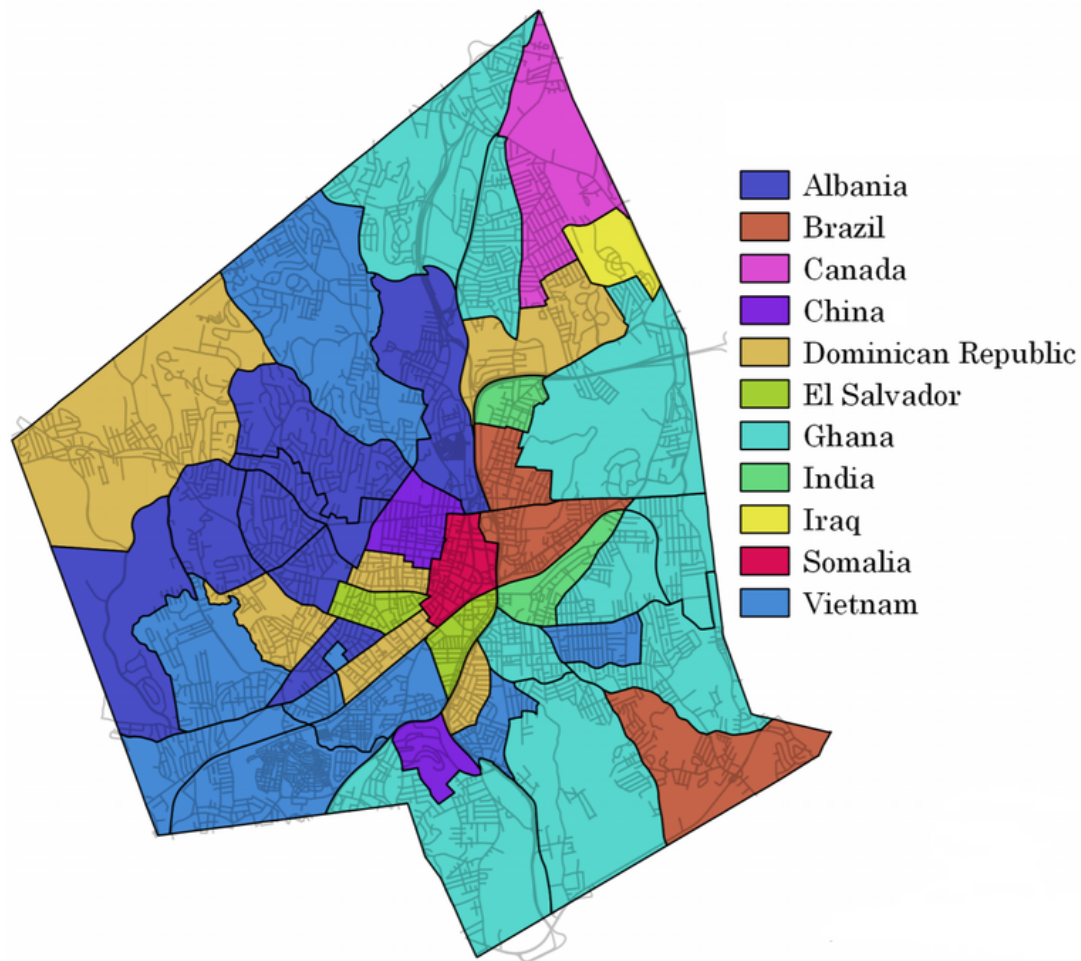 Albania
Brazil
Canada
China
Dominican Republic
El Salvador
Ghana
India
Iraq
Somalia
Vietnam